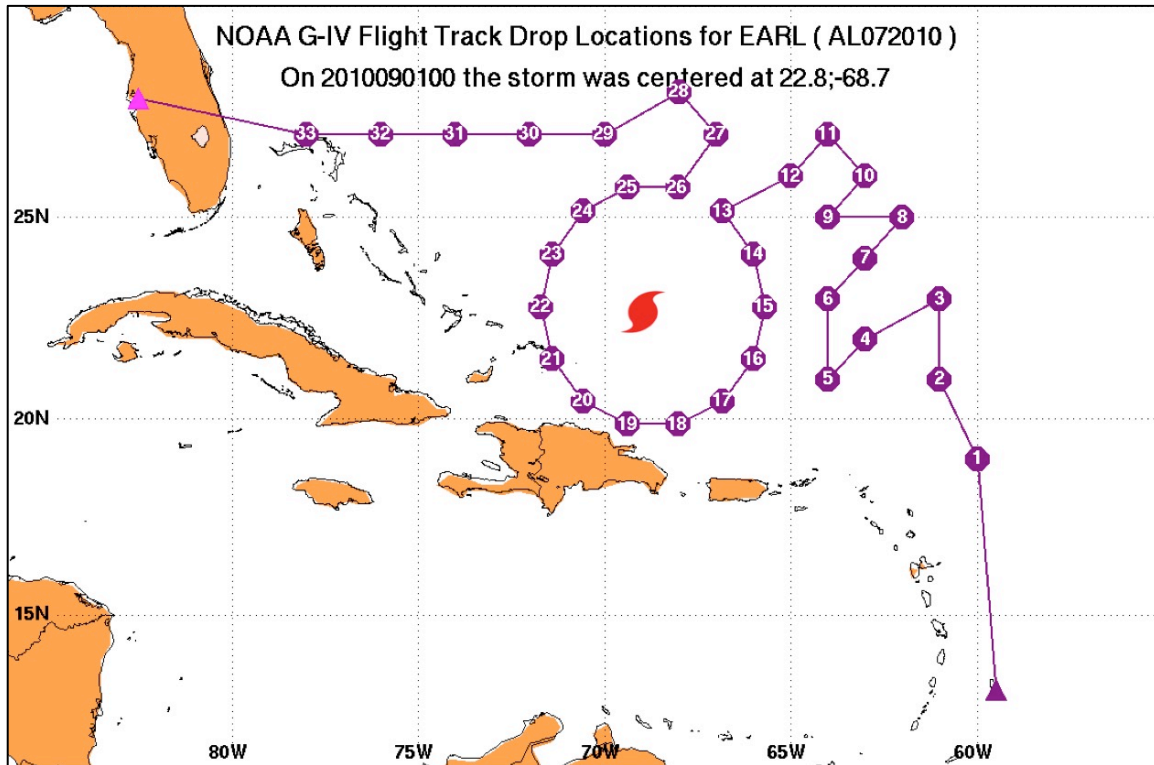 NOAA G-IV Flight Track Drop Locations for EARL ( AL072010 )
On 2010090100 the storm was centered at 22.8;-68.7
28
33 32 31 30 29 27 11
12 10
25 26
24 13 9 8
25N
23 14 7
22 15 6 3
4
21 16
5 2
20 17
19 18
20N
1
15N
80W 75W 70W 65W 60W